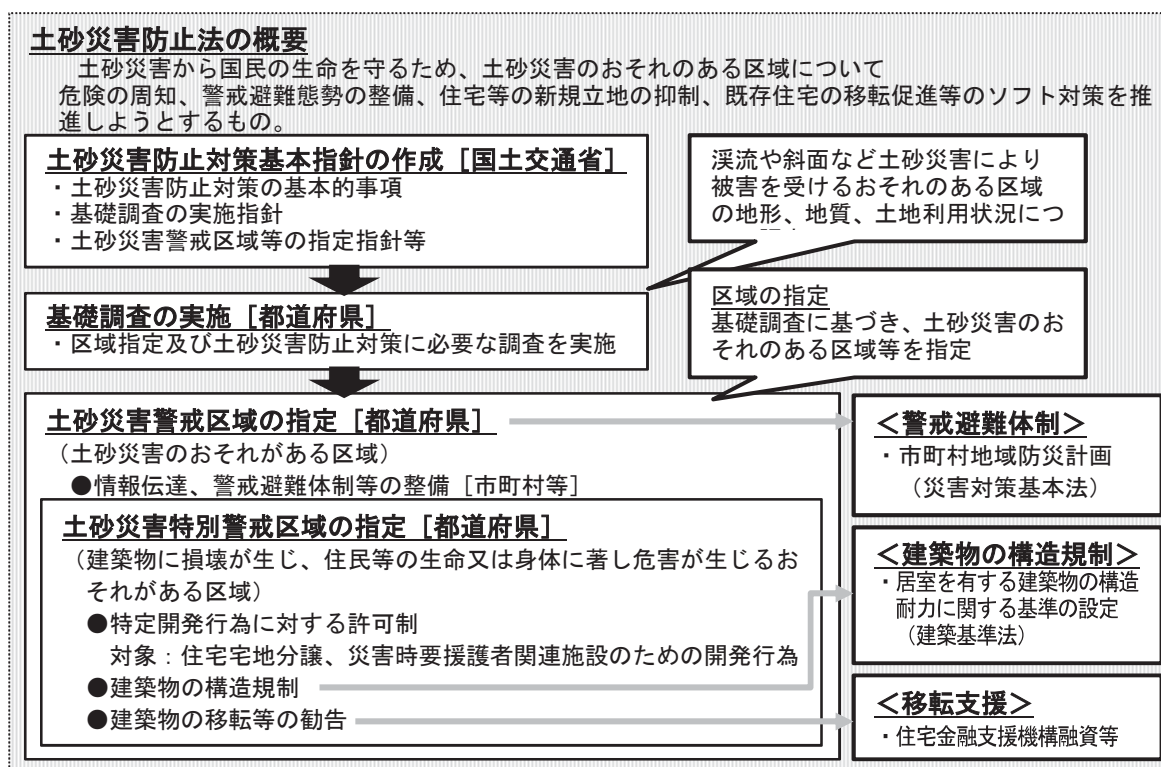 土砂災害防止法の概要
土砂災害から国民の生命を守るため、土砂災害のおそれのある区域について
危険の周知、警戒避難態勢の整備、住宅等の新規立地の抑制、既存住宅の移転促進等のソフト対策を推
進しようとするもの。
土砂災害防止対策基本指針の作成［国土交通省］
・土砂災害防止対策の基本的事項
・基礎調査の実施指針
・土砂災害警戒区域等の指定指針等
渓流や斜面など土砂災害により
被害を受けるおそれのある区域
の地形、地質、土地利用状況につ
基礎調査の実施［都道府県］
・区域指定及び土砂災害防止対策に必要な調査を実施
区域の指定
基礎調査に基づき、土砂災害のお
それのある区域等を指定
土砂災害警戒区域の指定［都道府県］
（土砂災害のおそれがある区域）
●情報伝達、警戒避難体制等の整備［市町村等］
＜警戒避難体制＞
・市町村地域防災計画
（災害対策基本法）
土砂災害特別警戒区域の指定［都道府県］
（建築物に損壊が生じ、住民等の生命又は身体に著し危害が生じるお
それがある区域）
●特定開発行為に対する許可制
対象：住宅宅地分譲、災害時要援護者関連施設のための開発行為
●建築物の構造規制
●建築物の移転等の勧告
＜建築物の構造規制＞
・居室を有する建築物の構造
耐力に関する基準の設定
（建築基準法）
＜移転支援＞
・住宅金融支援機構融資等